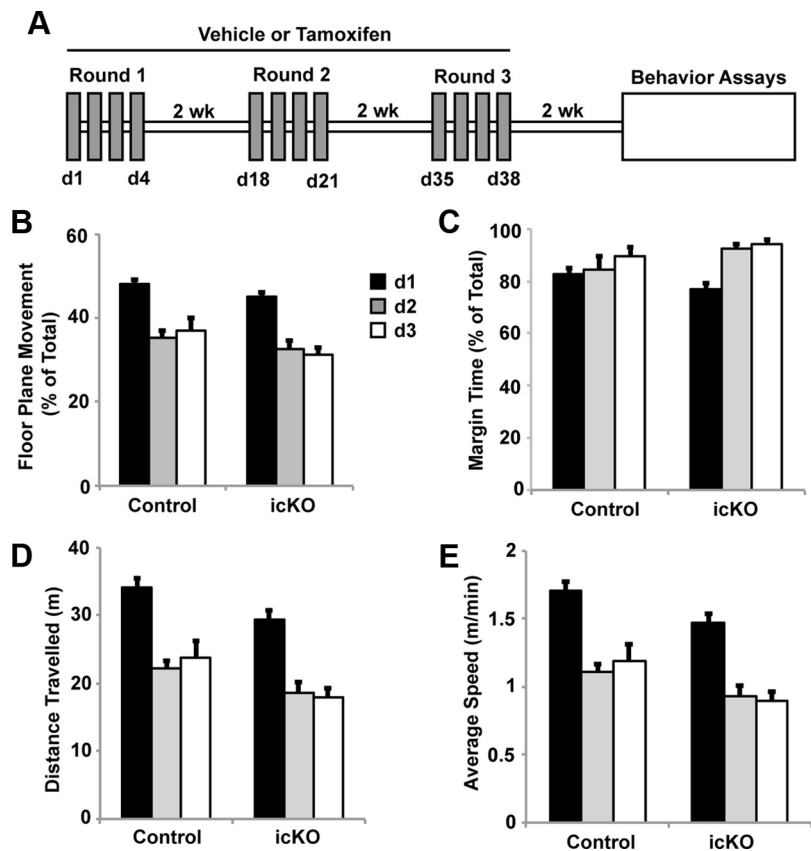 A
Vehicle or Tamoxifen
Round 1 Round 2 Round 3
Behavior Assays
2 wk 2 wk 2 wk
d1 d4 d18 d21 d35 d38
B
Floor Plane Movement
(% of Total)
60
40
20
0
Control icKO
d1
d2
d3
C
Margin Time (% of Total)
100
80
60
40
20
0
Control icKO
D
Distance Travelled (m)
40
30
20
10
0
Control icKO
E
Average Speed (m/min)
2
1.5
1
0.5
0
Control icKO